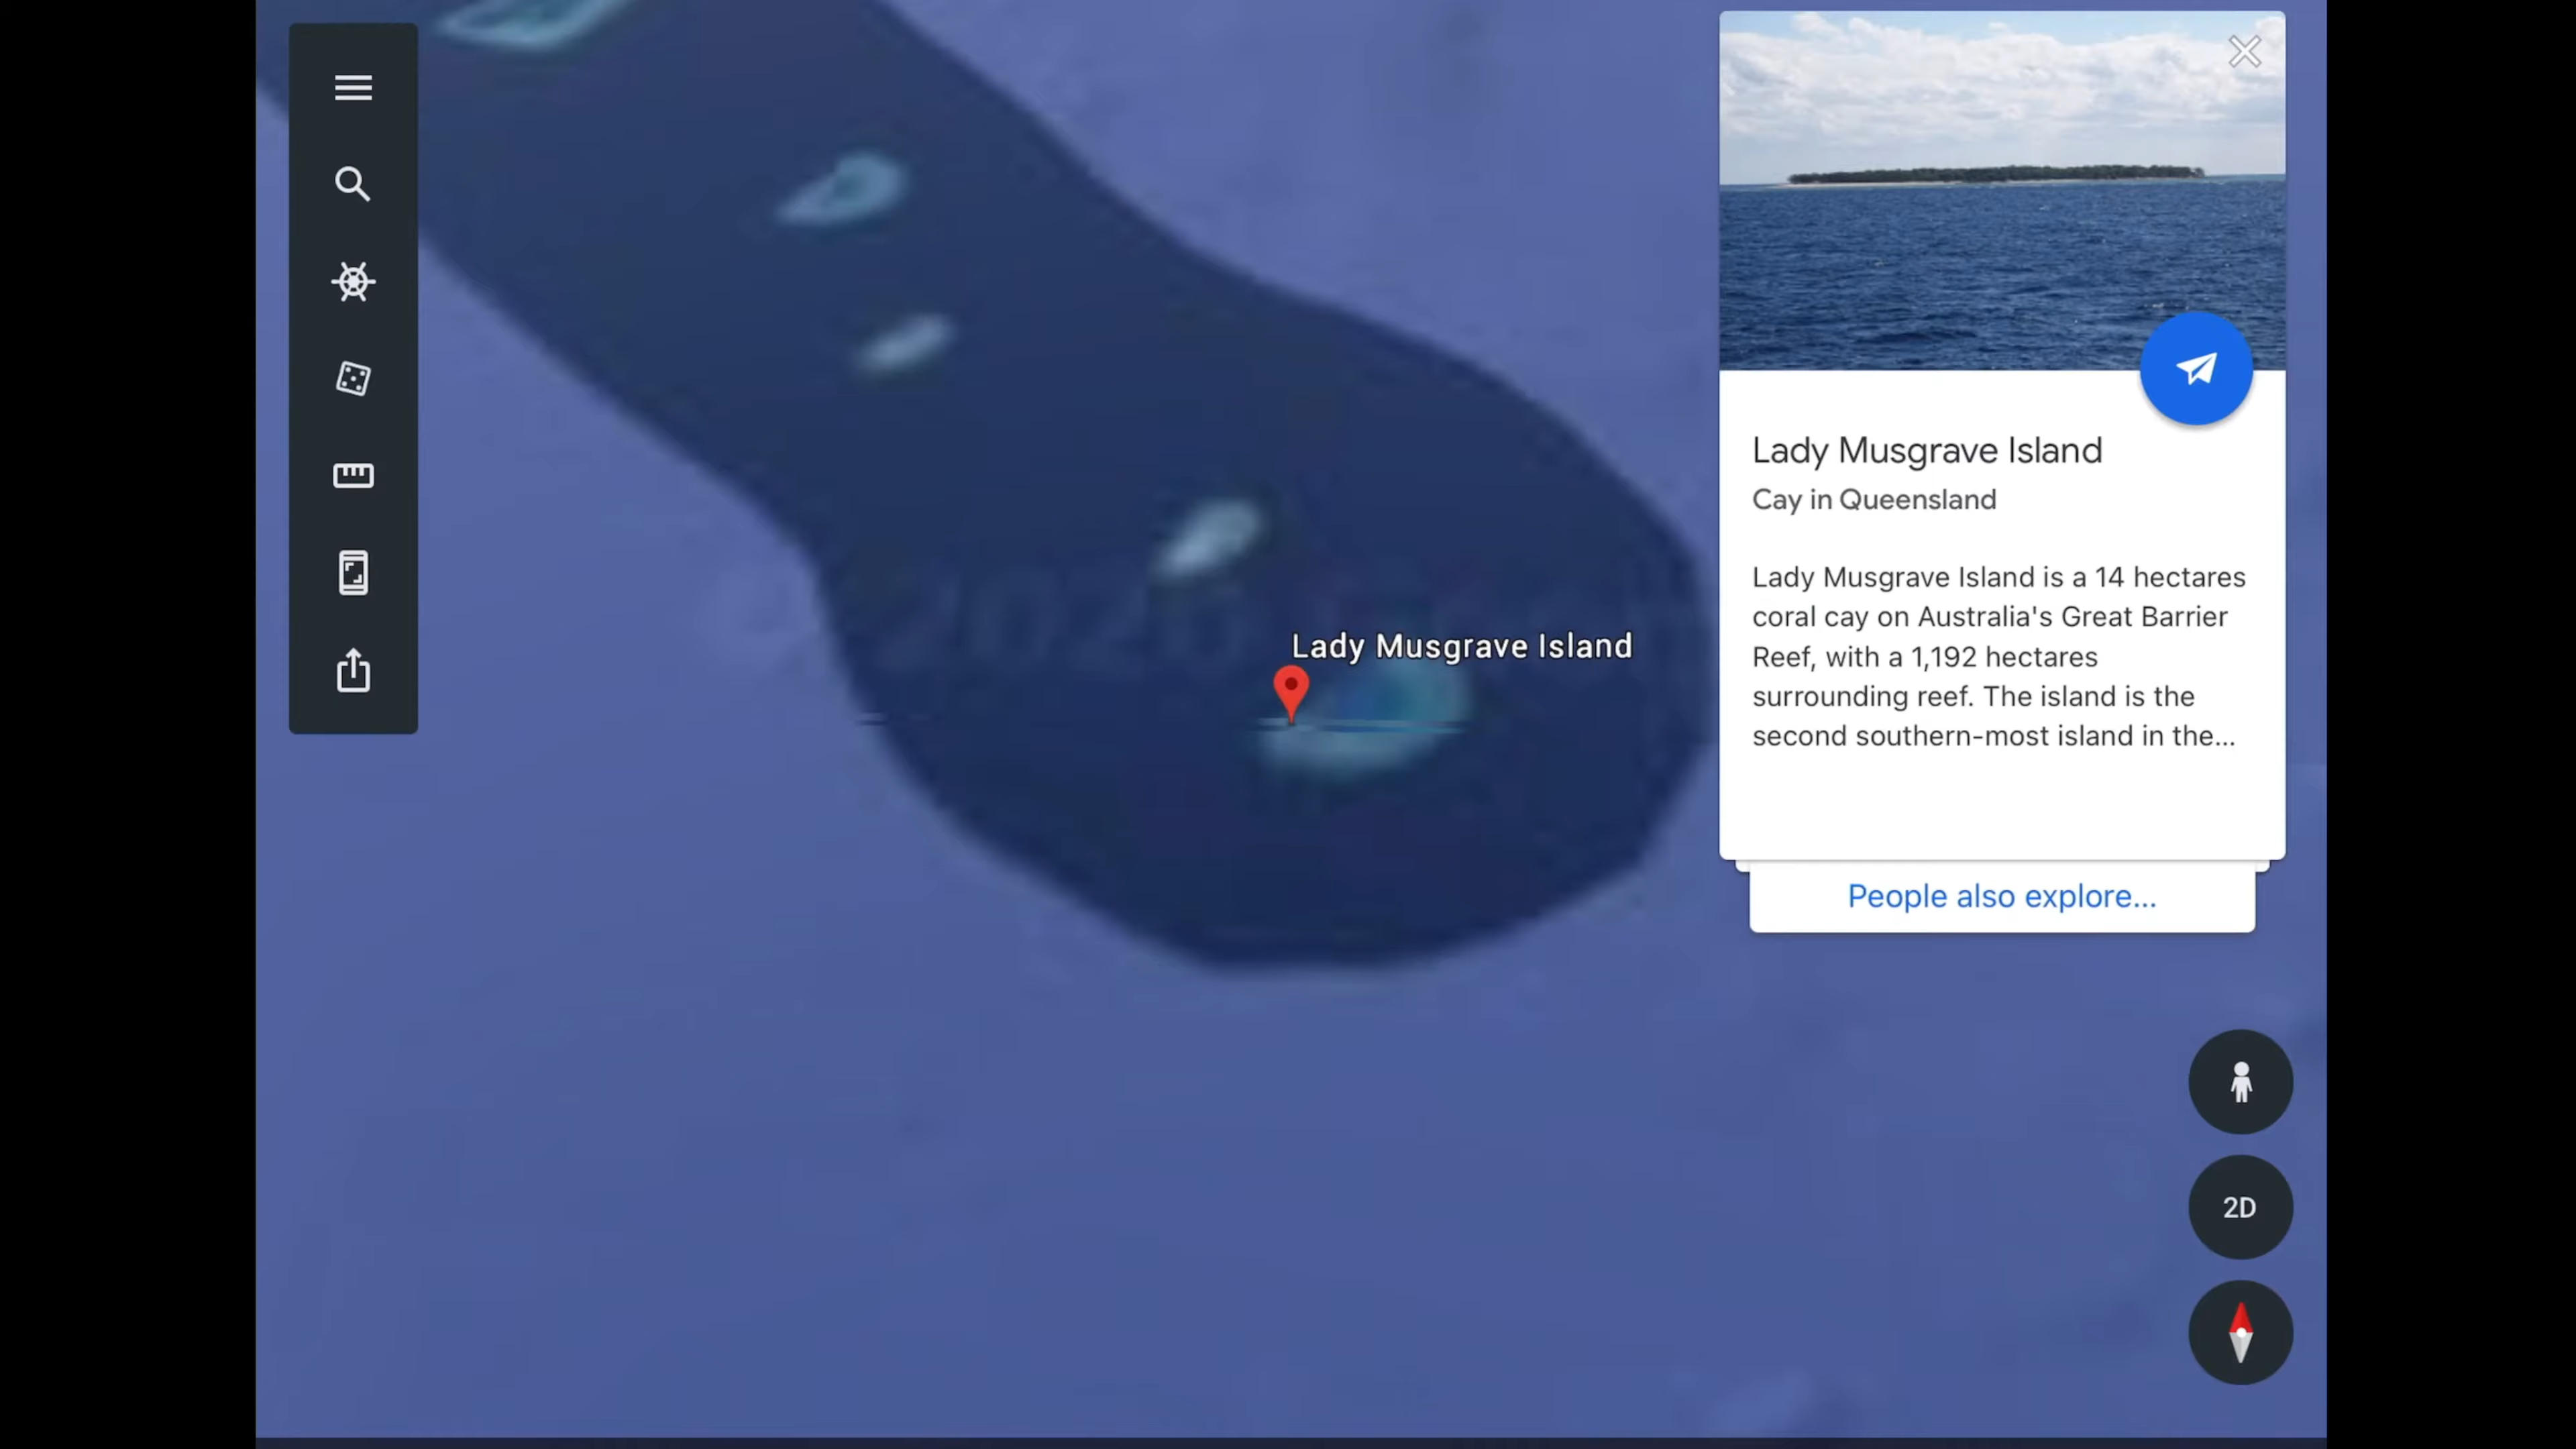 Lady Musgrave Island
Lady Musgrave Island
Cay in Queensland
Lady Musgrave Island is a 14 hectares
coral cay on Australia's Great Barrier
Reef, with a 1,192 hectares
surrounding reef. The island is the
second southern-most island in the...
People also explore...
2D